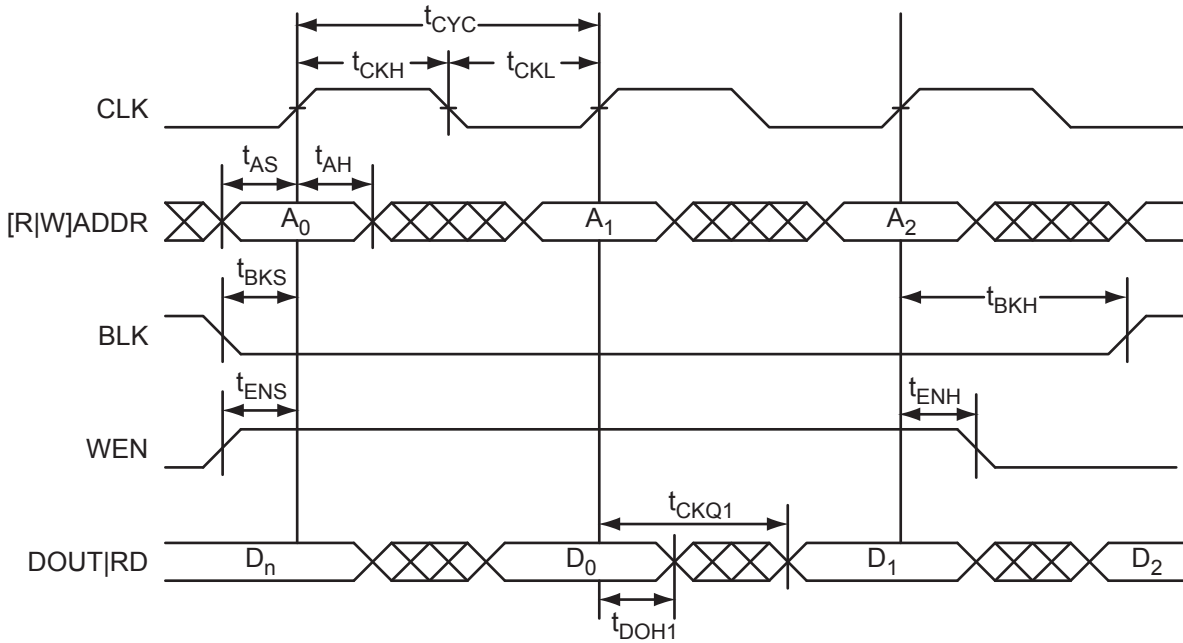 tCYC
tCKH tCKL
CLK
tAS tAH
[R|W]ADDR A0 A1 A2
tBKS tBKH
BLK
tENS tENH
WEN
tCKQ1
DOUT|RD Dn D0 D1 D2
tDOH1